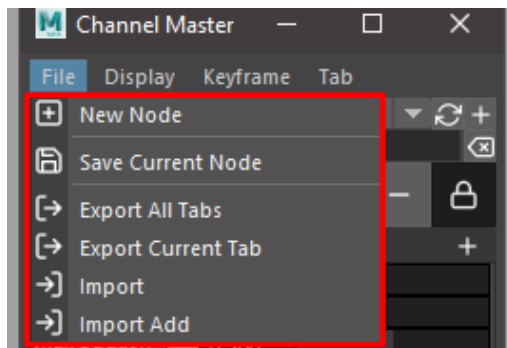 Channel Master
File Display Keyframe Tab
New Node
Save Current Node
Export All Tabs
Export Current Tab
Import
Import Add